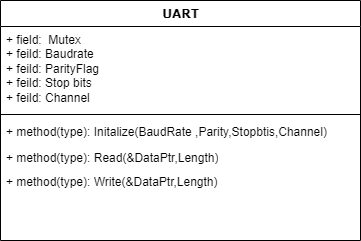 UART
+ field:  Mutex
+ feild: Baudrate
+ feild: ParityFlag
+ feild: Stop bits
+ feild: Channel
+ method(type): Initalize(BaudRate ,Parity,Stopbtis,Channel)
+ method(type): Read(&DataPtr,Length)
+ method(type): Write(&DataPtr,Length)